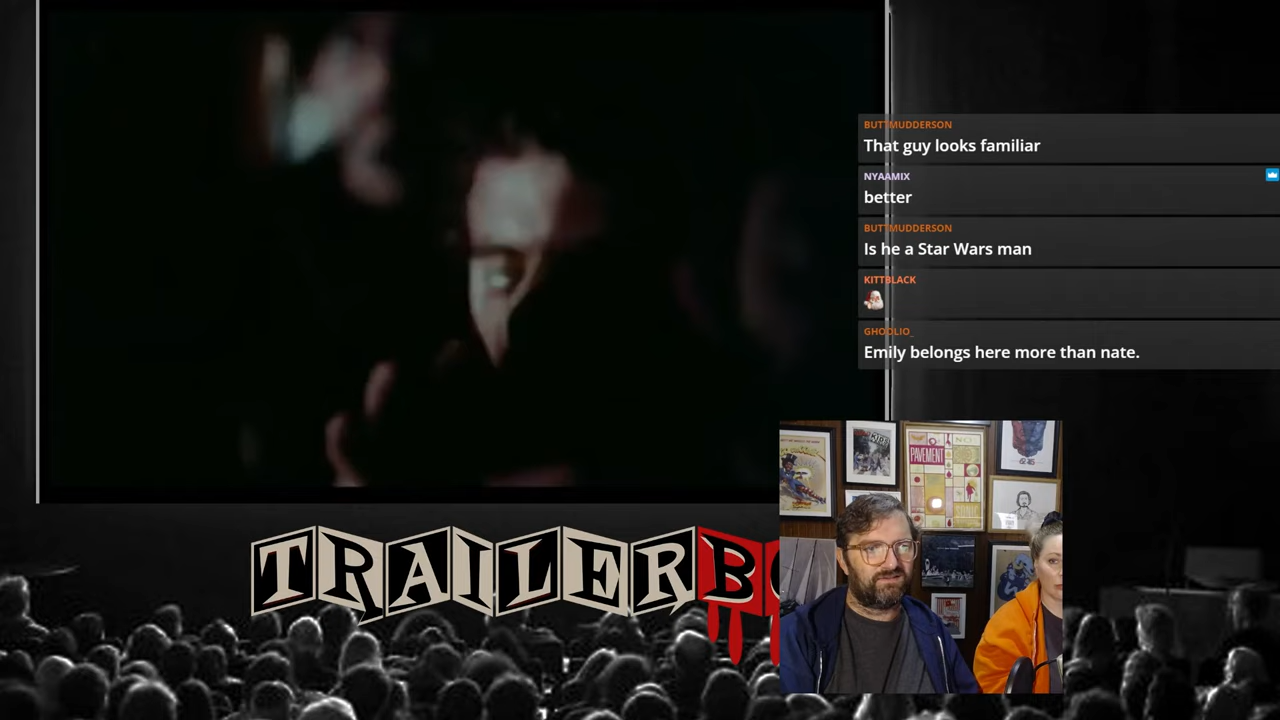 BUTTMUDDERSON
That guy looks familiar
NYAAMIX
better
BUTTMUDDERSON
Is he a Star Wars man
KITTBLACK
GHOOLIO_
Emily belongs here more than nate.
PAVEMENT
TRAILERB